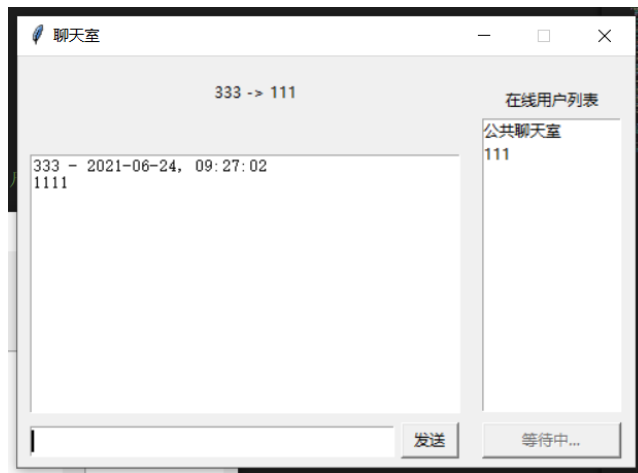 聊天室
333 -> 111
在线用户列表
公共聊天室
111
333 - 2021-06-24, 09:27:02
1111
发送
等待中...